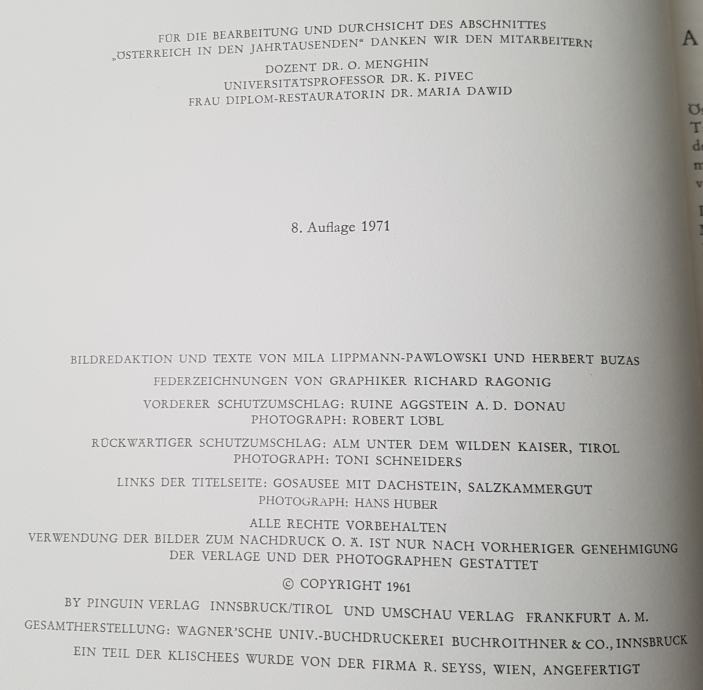 FÜR DIE BEARBEITUNG UND DURCHSICHT DES ABSCHNITTES
„ÖSTERREICH IN DEN JAHRTAUSENDEN“ DANKEN WIR DEN MITARBEITERN
DOZENT DR. O. MENGHIN
UNIVERSITÄTSPROFESSOR DR. K. PIVEC
FRAU DIPLOM-RESTAURATORIN DR. MARIA DAWID
8. Auflage 1971
BILDREDAKTION UND TEXTE VON MILA LIPPMANN-PAWLOWSKI UND HERBERT BUZAS
FEDERZEICHNUNGEN VON GRAPHIKER RICHARD RAGONIG
VORDERER SCHUTZUMSCHLAG: RUINE AGGSTEIN A. D. DONAU
PHOTOGRAPH: ROBERT LÖBL
RÜCKWÄRTIGER SCHUTZUMSCHLAG: ALM UNTER DEM WILDEN KAISER, TIROL
PHOTOGRAPH: TONI SCHNEIDERS
LINKS DER TITELSEITE: GOSAUSEE MIT DACHSTEIN, SALZKAMMERGUT
PHOTOGRAPH: HANS HUBER
ALLE RECHTE VORBEHALTEN
VERWENDUNG DER BILDER ZUM NACHDRUCK O. Ä. IST NUR NACH VORHERIGER GENEHMIGUNG
DER VERLAGE UND DER PHOTOGRAPHEN GESTATTET
© COPYRIGHT 1961
BY PINGUIN VERLAG INNSBRUCK/TIROL UND UMSCHAU VERLAG FRANKFURT A. M.
GESAMTHERSTELLUNG: WAGNER'SCHE UNIV.-BUCHDRUCKEREI BUCHROITHNER & CO., INNSBRUCK
EIN TEIL DER KLISCHEES WURDE VON DER FIRMA R. SEYSS, WIEN, ANGEFERTIGT
A